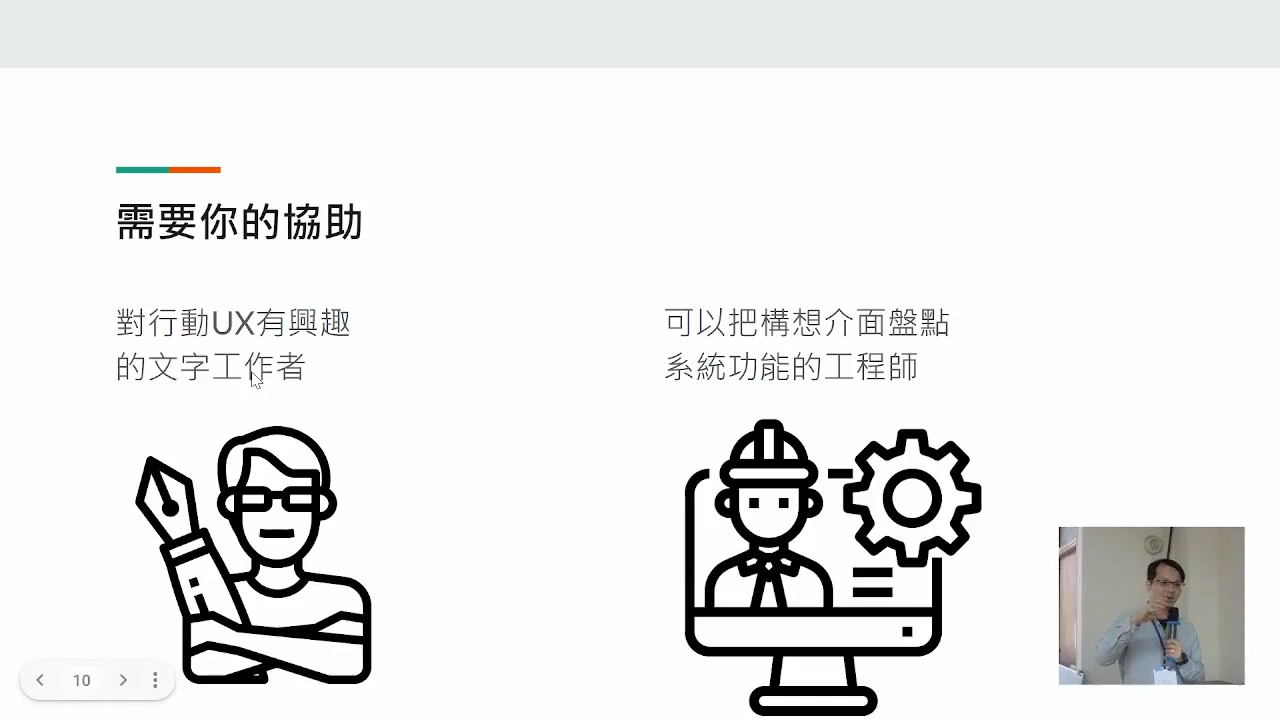 需要你的協助
對行動UX有興趣
的文字工作者
可以把構想介面盤點
系統功能的工程師
10